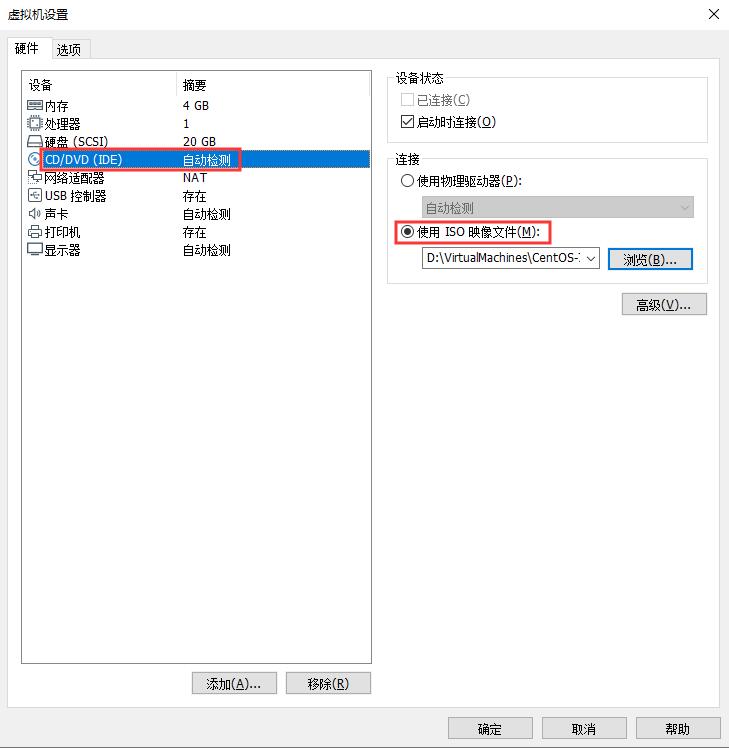 虚拟机设置
硬件 选项
设备 摘要
内存 4 GB
处理器 1
硬盘 (SCSI) 20 GB
CD/DVD (IDE) 自动检测
网络适配器 NAT
USB 控制器 存在
声卡 自动检测
打印机 存在
显示器 自动检测
添加(A)... 移除(R)
设备状态
已连接(C)
启动时连接(O)
连接
使用物理驱动器(P):
自动检测
使用 ISO 映像文件(M):
D:\VirtualMachines\CentOS- 浏览(B)...
高级(V)...
确定 取消 帮助